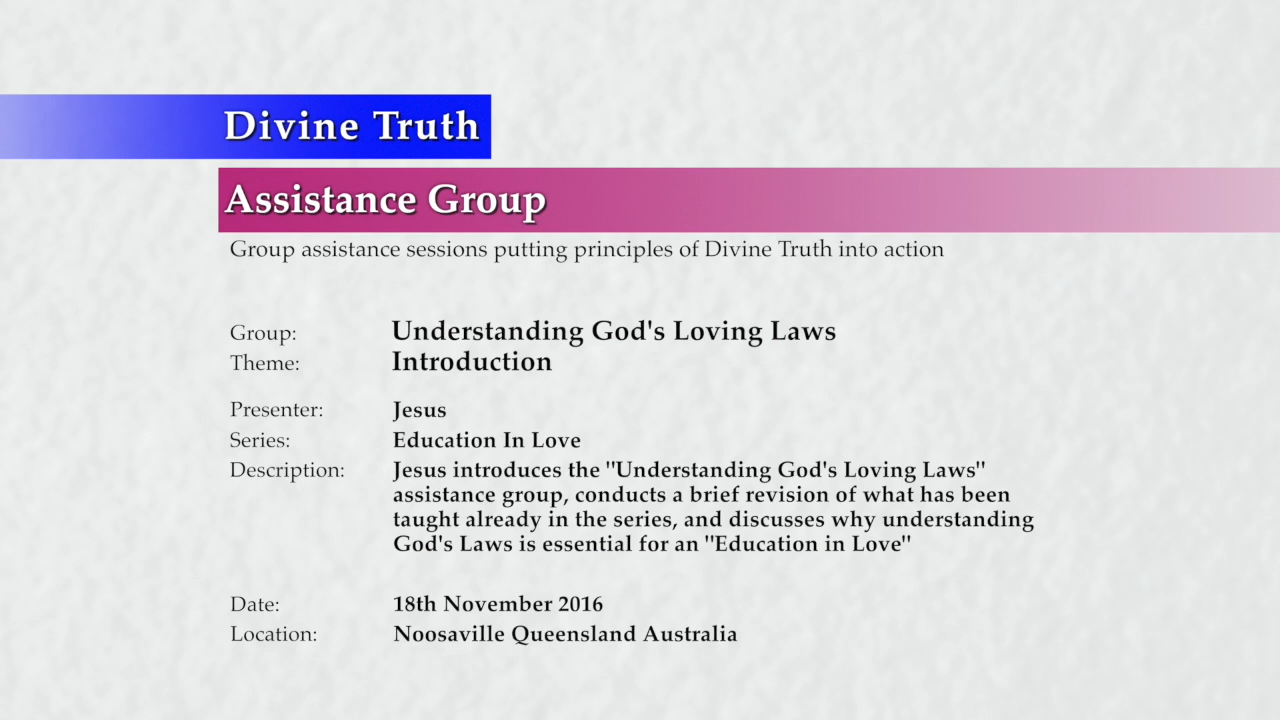 Divine Truth
Assistance Group
Group assistance sessions putting principles of Divine Truth into action
Group: Understanding God's Loving Laws
Theme: Introduction
Presenter: Jesus
Series: Education In Love
Description: Jesus introduces the "Understanding God's Loving Laws"
assistance group, conducts a brief revision of what has been
taught already in the series, and discusses why understanding
God's Laws is essential for an "Education in Love"
Date: 18th November 2016
Location: Noosaville Queensland Australia